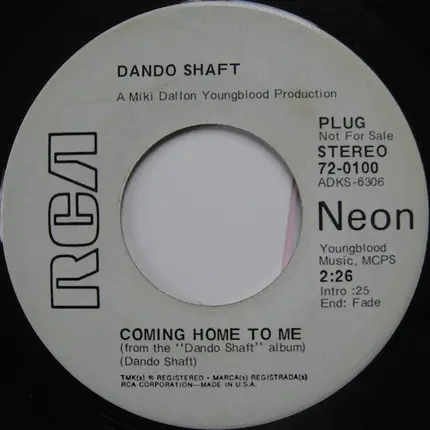 DANDO SHAFT
A Miki Dallon Youngblood Production
RCA
PLUG
Not For Sale
STEREO
72-0100
ADKS-6306
Neon
Youngblood
Music, MCPS
2:26
Intro :25
End: Fade
COMING HOME TO ME
(from the "Dando Shaft" album)
(Dando Shaft)
TMK(s) ® REGISTERED • MARCA(s) REGISTRADA(s)
RCA CORPORATION—MADE IN U.S.A.